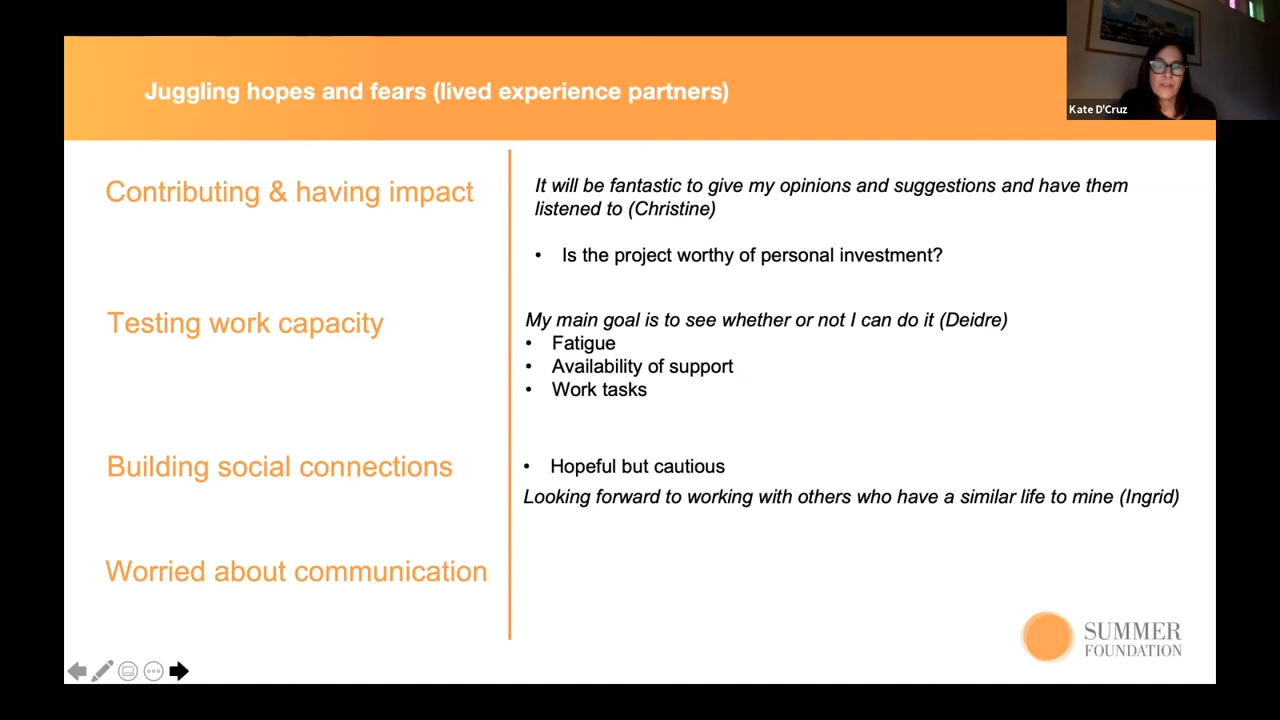 Juggling hopes and fears (lived experience partners)
Kate D'Cruz
Contributing & having impact
It will be fantastic to give my opinions and suggestions and have them
listened to (Christine)
• Is the project worthy of personal investment?
Testing work capacity
My main goal is to see whether or not I can do it (Deidre)
• Fatigue
• Availability of support
• Work tasks
Building social connections
• Hopeful but cautious
Looking forward to working with others who have a similar life to mine (Ingrid)
Worried about communication
SUMMER
FOUNDATION